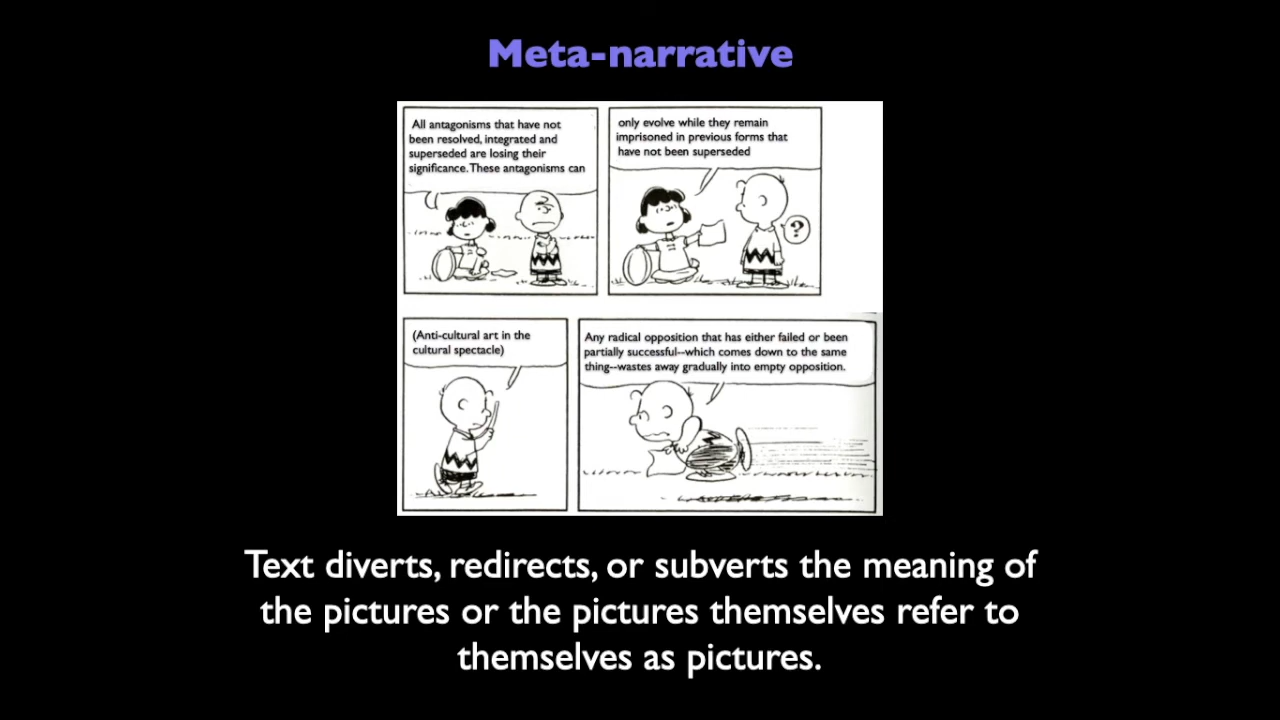 Meta-narrative
All antagonisms that have not
been resolved, integrated and
superseded are losing their
significance. These antagonisms can
only evolve while they remain
imprisoned in previous forms that
have not been superseded
?
(Anti-cultural art in the
cultural spectacle)
Any radical opposition that has either failed or been
partially successful--which comes down to the same
thing--wastes away gradually into empty opposition.
Text diverts, redirects, or subverts the meaning of
the pictures or the pictures themselves refer to
themselves as pictures.